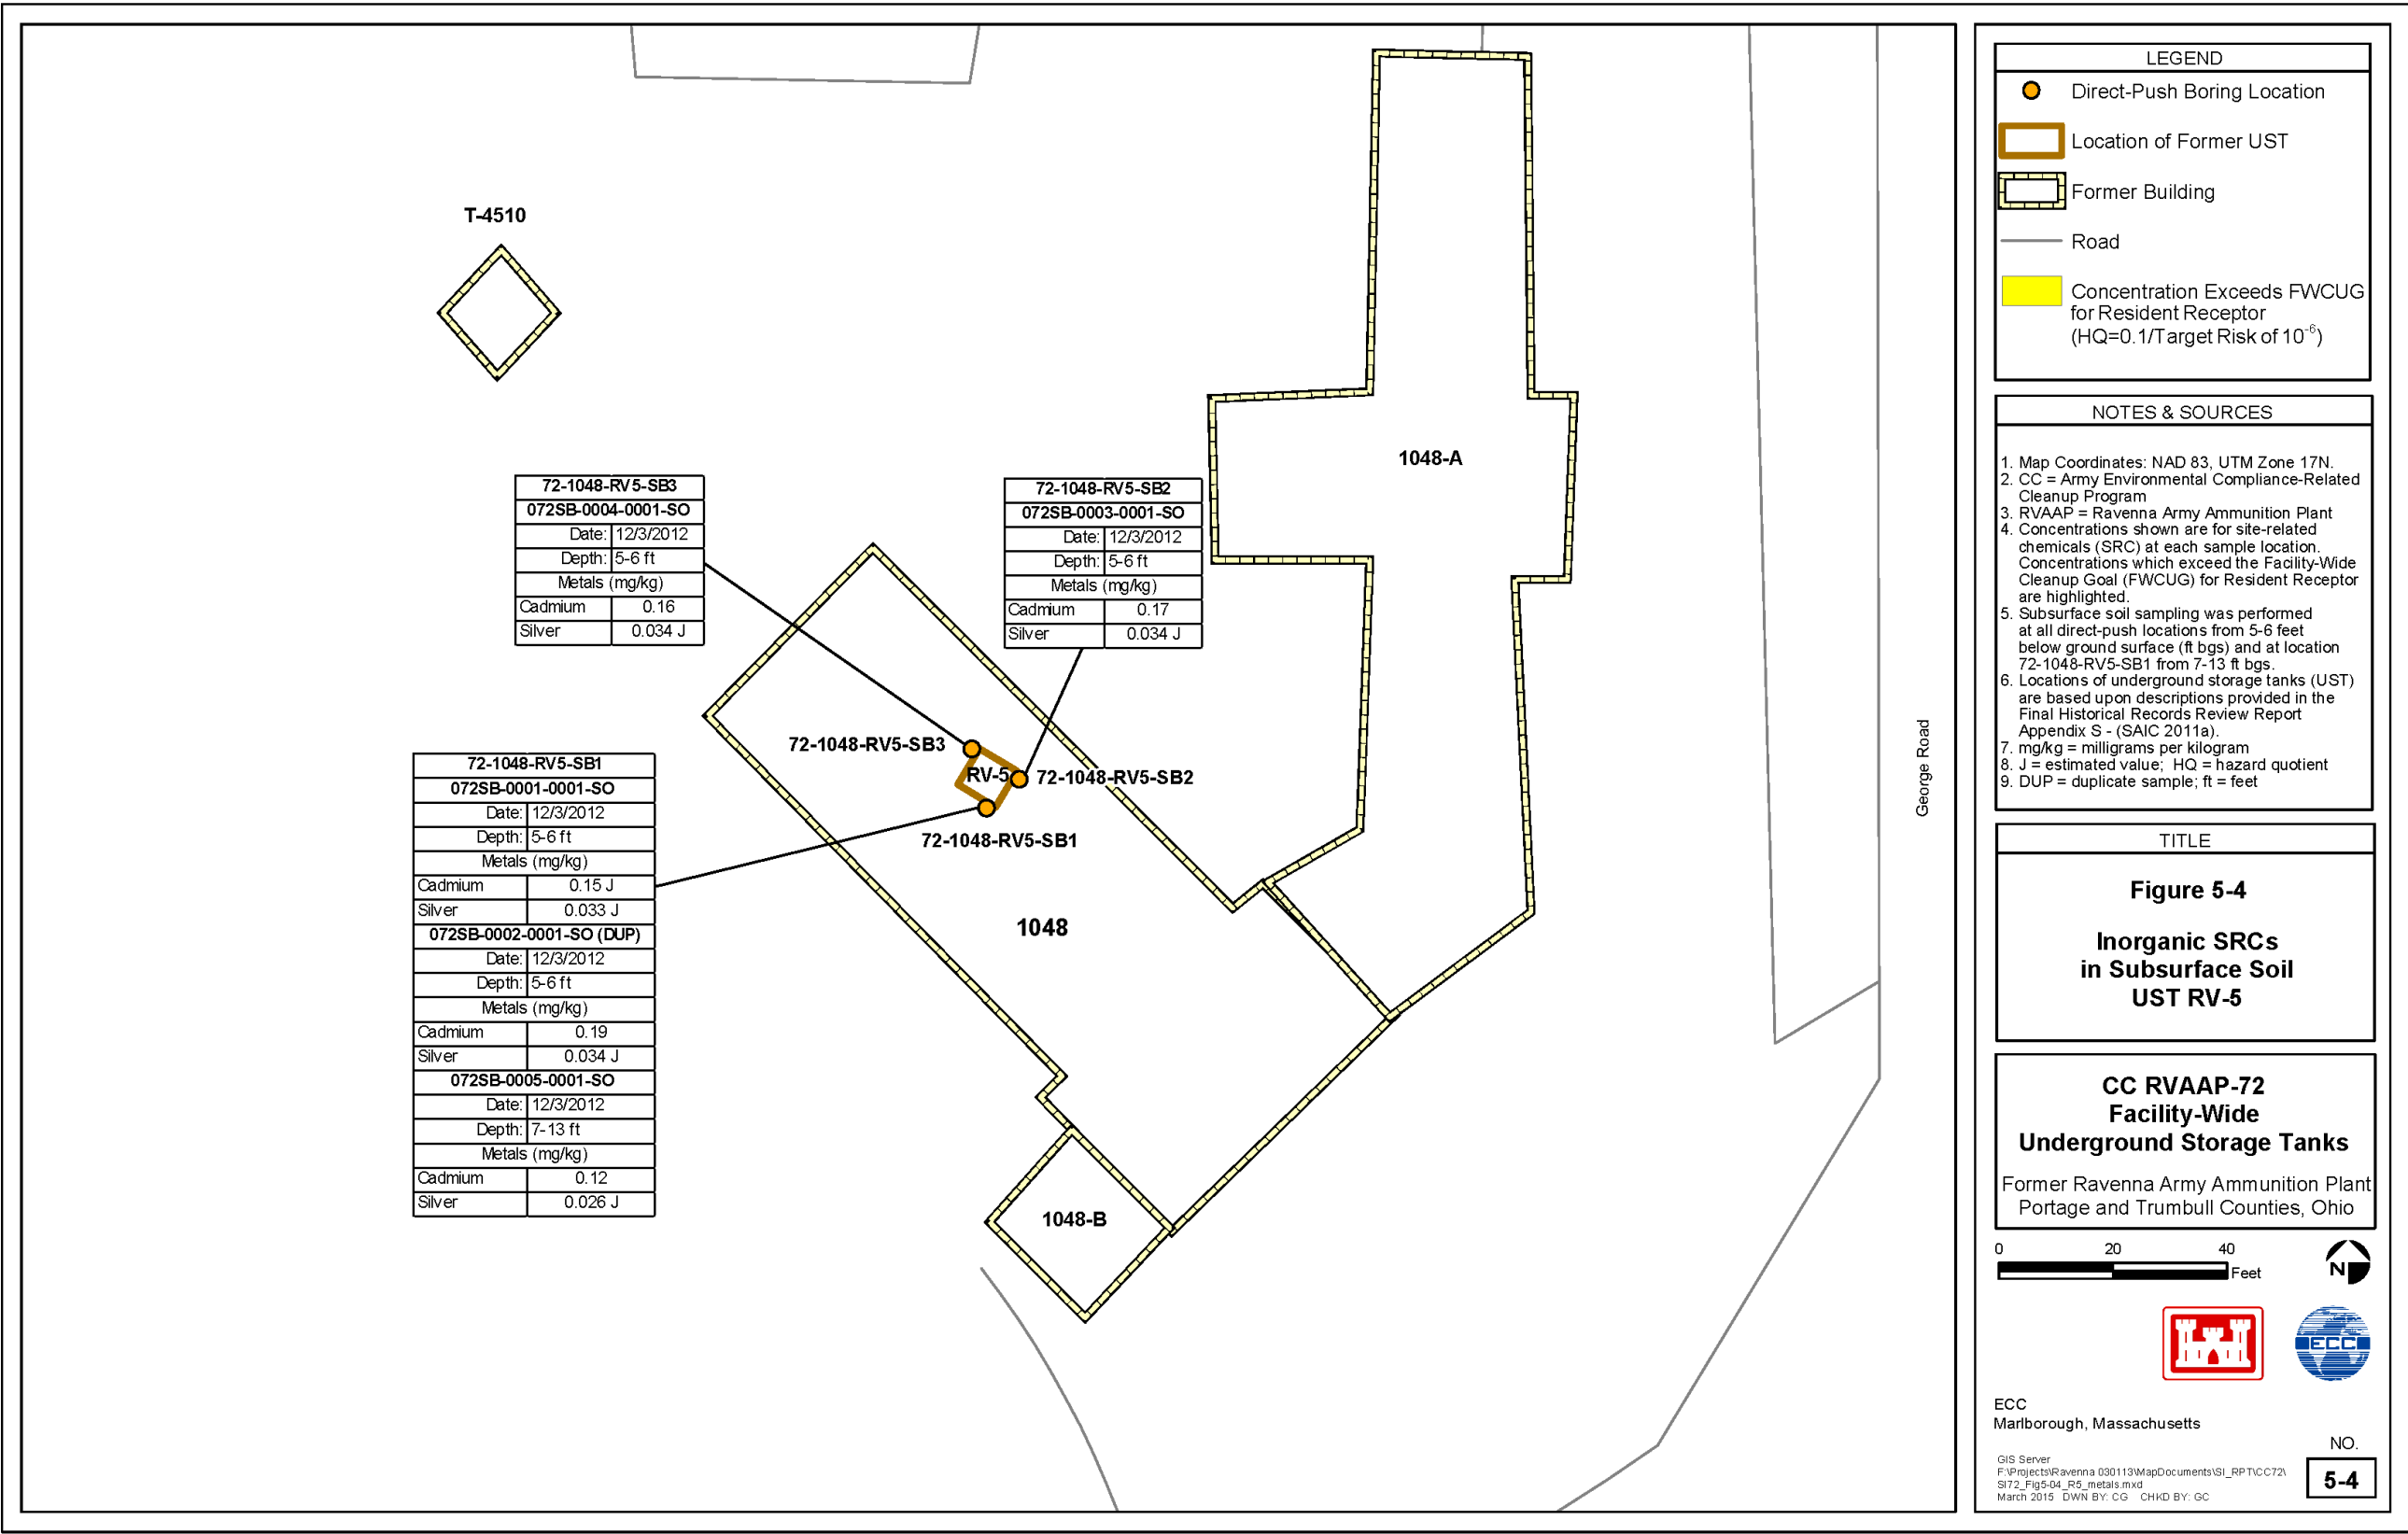 T-4510
1048-A
72-1048-RV5-SB3
072SB-0004-0001-SO
Date: 12/3/2012
Depth: 5-6 ft
Metals (mg/kg)
Cadmium 0.16
Silver 0.034 J
72-1048-RV5-SB2
072SB-0003-0001-SO
Date: 12/3/2012
Depth: 5-6 ft
Metals (mg/kg)
Cadmium 0.17
Silver 0.034 J
72-1048-RV5-SB3
RV-5
72-1048-RV5-SB2
72-1048-RV5-SB1
72-1048-RV5-SB1
072SB-0001-0001-SO
Date: 12/3/2012
Depth: 5-6 ft
Metals (mg/kg)
Cadmium 0.15 J
Silver 0.033 J
072SB-0002-0001-SO (DUP)
Date: 12/3/2012
Depth: 5-6 ft
Metals (mg/kg)
Cadmium 0.19
Silver 0.034 J
072SB-0005-0001-SO
Date: 12/3/2012
Depth: 7-13 ft
Metals (mg/kg)
Cadmium 0.12
Silver 0.026 J
1048
1048-B
George Road
LEGEND
Direct-Push Boring Location
Location of Former UST
Former Building
Road
Concentration Exceeds FWCUG
for Resident Receptor
(HQ=0.1/Target Risk of 10⁻⁶)
NOTES & SOURCES
1. Map Coordinates: NAD 83, UTM Zone 17N.
2. CC = Army Environmental Compliance-Related
Cleanup Program
3. RVAAP = Ravenna Army Ammunition Plant
4. Concentrations shown are for site-related
chemicals (SRC) at each sample location.
Concentrations which exceed the Facility-Wide
Cleanup Goal (FWCUG) for Resident Receptor
are highlighted.
5. Subsurface soil sampling was performed
at all direct-push locations from 5-6 feet
below ground surface (ft bgs) and at location
72-1048-RV5-SB1 from 7-13 ft bgs.
6. Locations of underground storage tanks (UST)
are based upon descriptions provided in the
Final Historical Records Review Report
Appendix S - (SAIC 2011a).
7. mg/kg = milligrams per kilogram
8. J = estimated value; HQ = hazard quotient
9. DUP = duplicate sample; ft = feet
TITLE
Figure 5-4
Inorganic SRCs
in Subsurface Soil
UST RV-5
CC RVAAP-72
Facility-Wide
Underground Storage Tanks
Former Ravenna Army Ammunition Plant
Portage and Trumbull Counties, Ohio
0 20 40
Feet
N
ECC
ECC
Marlborough, Massachusetts
NO.
5-4
GIS Server
F:\Projects\Ravenna 030113\MapDocuments\SI_RPT\CC72\
SI72_Fig5-04_R5_metals.mxd
March 2015 DWN BY: CG CHKD BY: GC